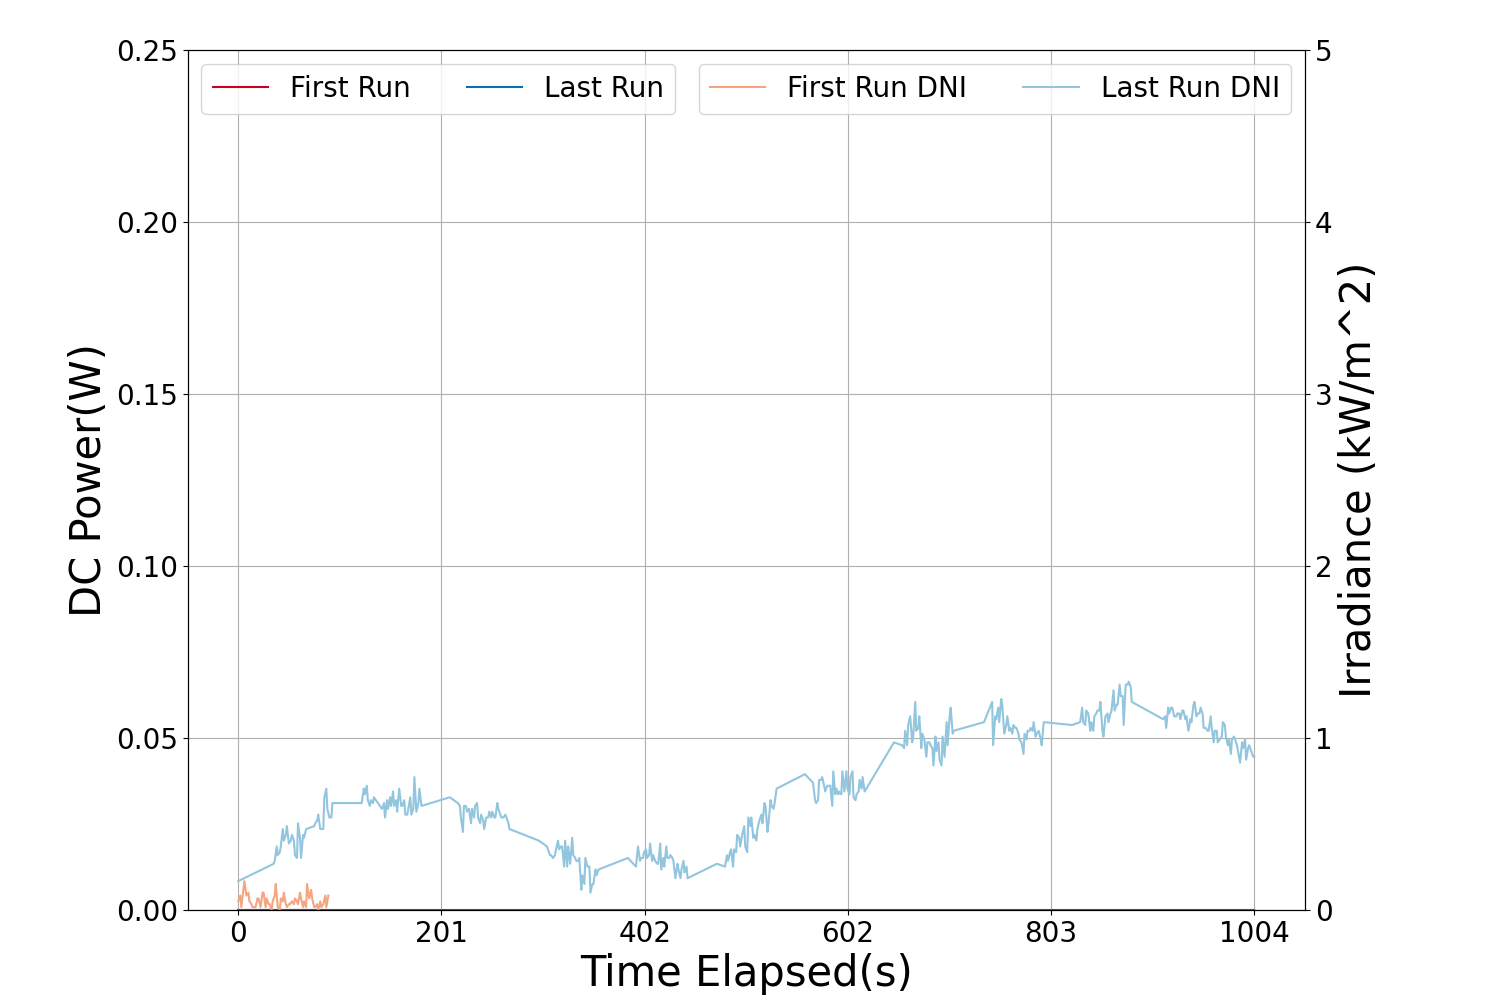 First Run
Last Run
First Run DNI
Last Run DNI
0.25
0.20
0.15
0.10
0.05
0.00
DC Power(W)
5
4
3
2
1
0
Irradiance (kW/m^2)
0
201
402
602
803
1004
Time Elapsed(s)